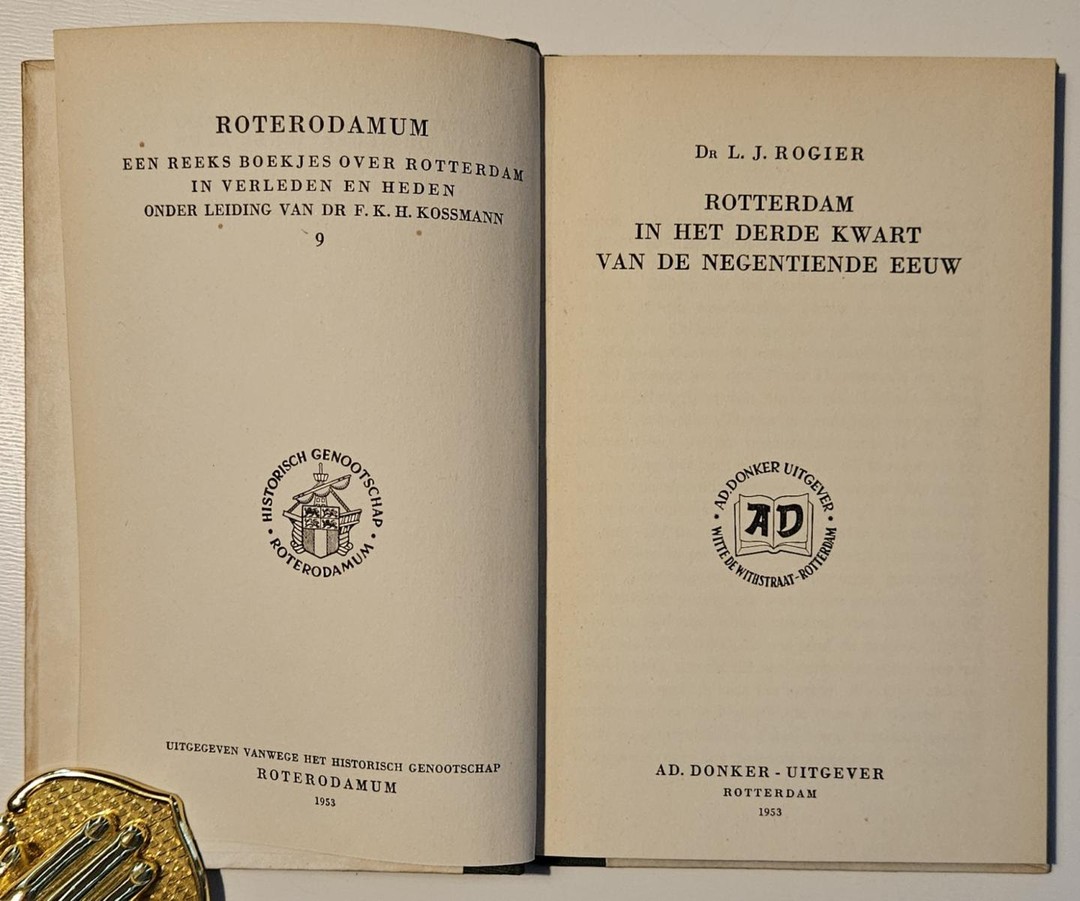 ROTERODAMUM
EEN REEKS BOEKJES OVER ROTTERDAM
IN VERLEDEN EN HEDEN
ONDER LEIDING VAN DR F. K. H. KOSSMANN
9
HISTORISCH GENOOTSCHAP
• ROTERODAMUM •
UITGEGEVEN VANWEGE HET HISTORISCH GENOOTSCHAP
ROTERODAMUM
1953
DR L. J. ROGIER
ROTTERDAM
IN HET DERDE KWART
VAN DE NEGENTIENDE EEUW
• AD. DONKER UITGEVER •
AD
WITTE DE WITHSTRAAT-ROTTERDAM
AD. DONKER - UITGEVER
ROTTERDAM
1953